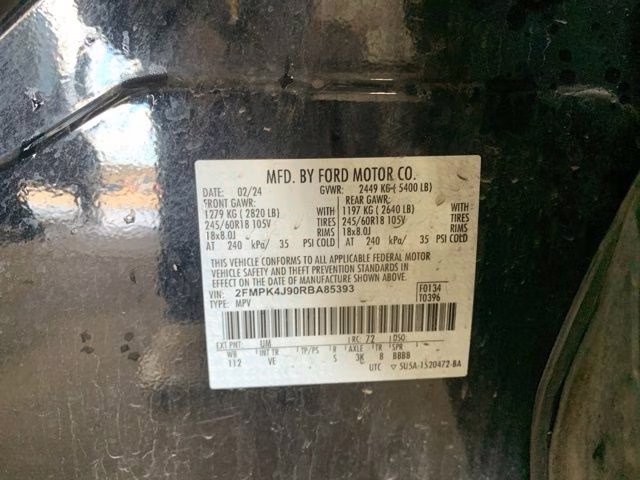 MFD. BY FORD MOTOR CO.
DATE: 02/24 GVWR: 2449 KG ( 5400 LB)
FRONT GAWR: REAR GAWR:
1279 KG ( 2820 LB) WITH 1197 KG ( 2640 LB) WITH
245/60R18 105V TIRES 245/60R18 105V TIRES
18x8.0J RIMS 18x8.0J RIMS
AT 240 kPa/ 35 PSI COLD AT 240 kPa/ 35 PSI COLD
THIS VEHICLE CONFORMS TO ALL APPLICABLE FEDERAL MOTOR
VEHICLE SAFETY AND THEFT PREVENTION STANDARDS IN
EFFECT ON THE DATE OF MANUFACTURE SHOWN ABOVE.
VIN: 2FMPK4J90RBA85393 F0134
TYPE: MPV T0396
EXT PNT: UM RC: 72 DSO:
WB INT TR TP/PS R AXLE TR SPR
112 VE S 3K 8 BBBB
UTC ▽ 5U5A-1520472-BA